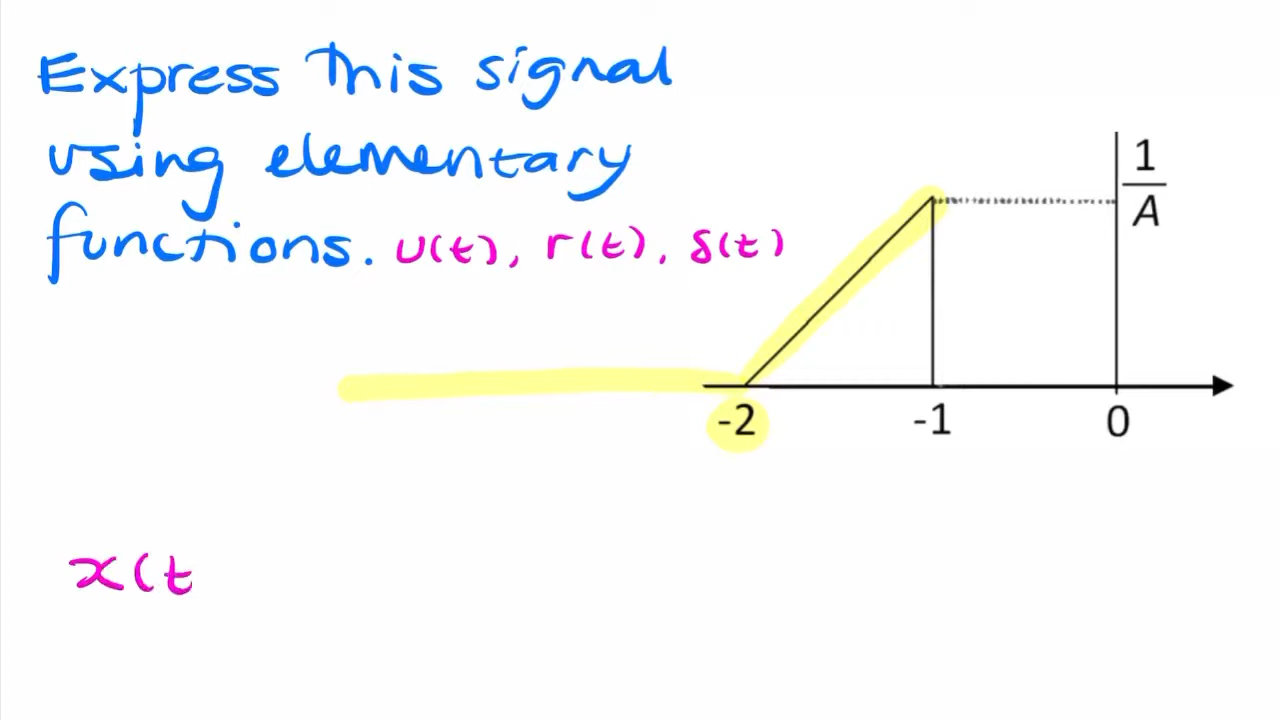 Express this signal
using elementary
functions. u(t), r(t), δ(t)
1
A
-2 -1 0
x(t